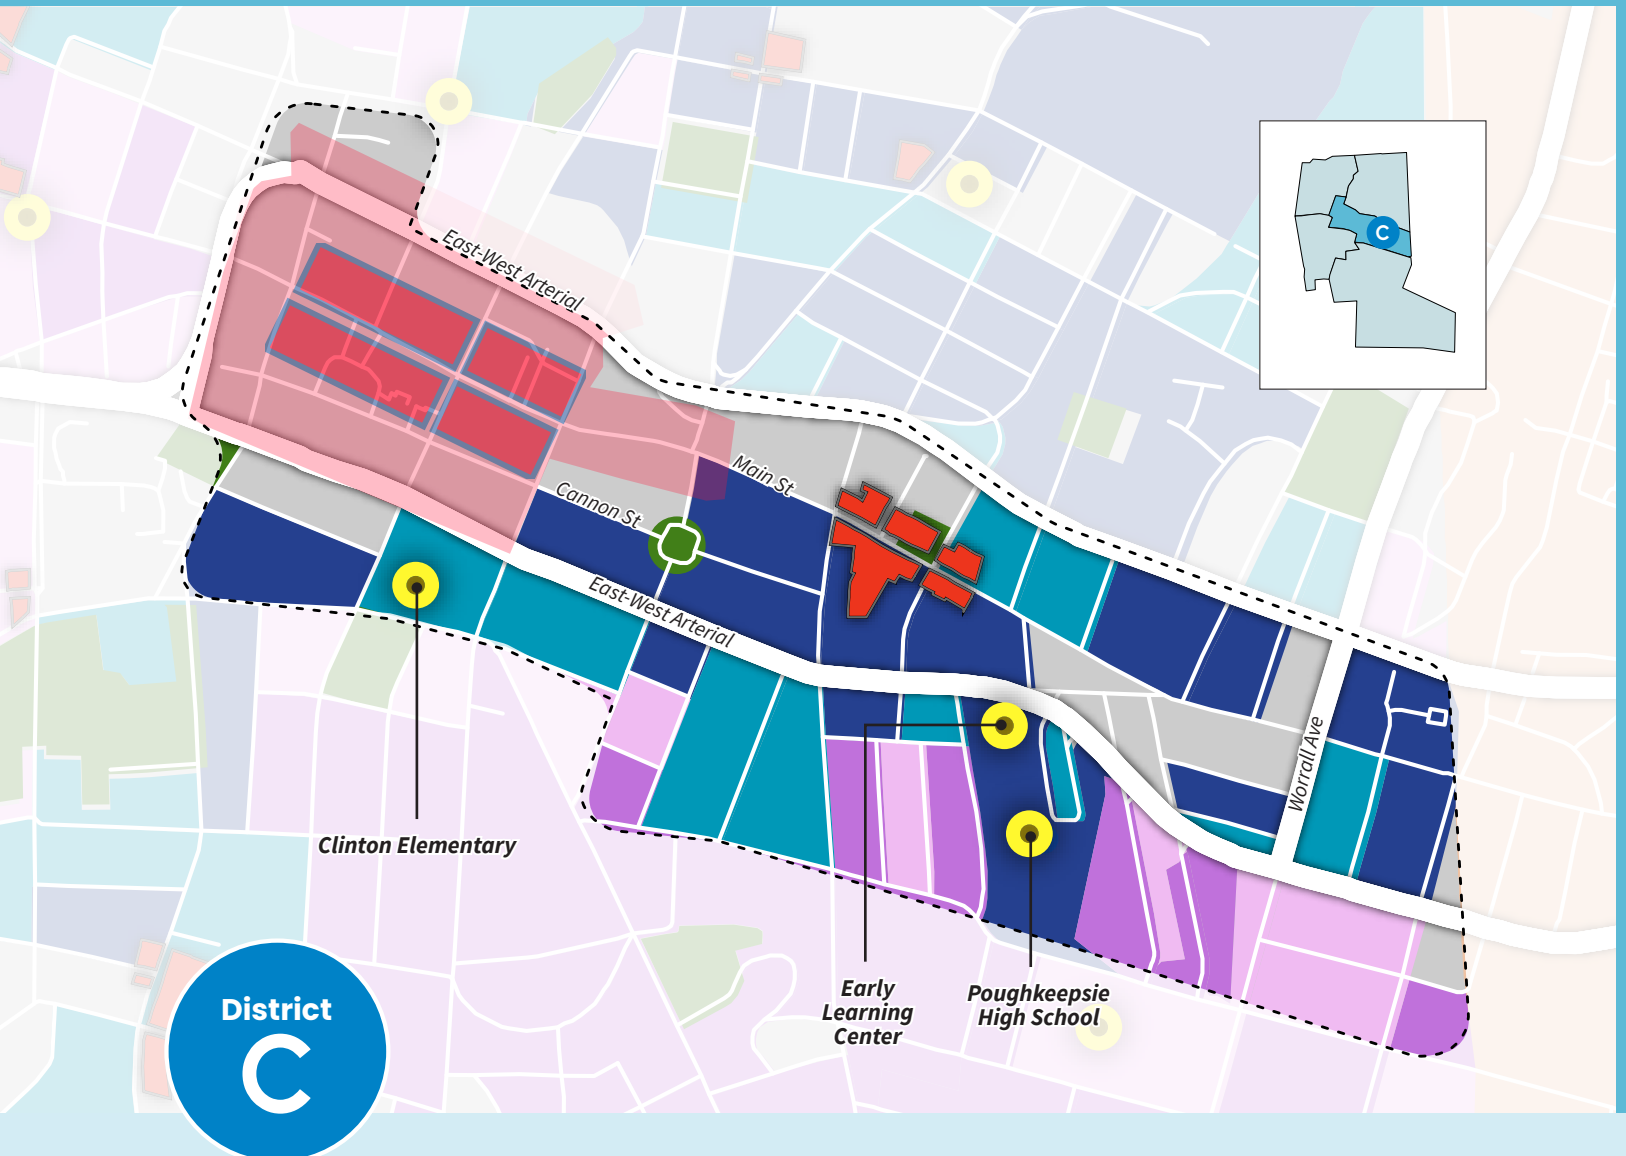 East-West Arterial
C
Main St
Cannon St
East-West Arterial
Worrall Ave
Clinton Elementary
Early
Learning
Center
Poughkeepsie
High School
District
C